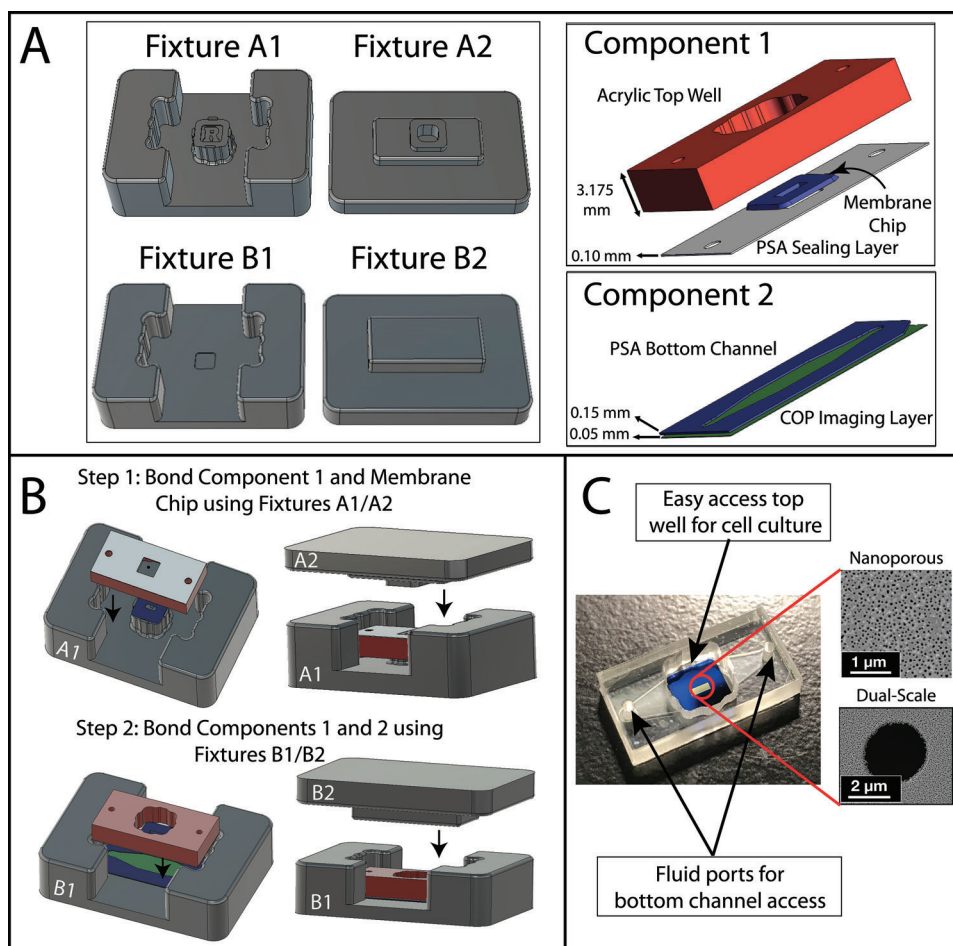 A
Fixture A1
Fixture A2
R
Fixture B1
Fixture B2
Component 1
Acrylic Top Well
3.175
mm
Membrane
Chip
PSA Sealing Layer
0.10 mm
Component 2
PSA Bottom Channel
0.15 mm
0.05 mm
COP Imaging Layer
B
Step 1: Bond Component 1 and Membrane
Chip using Fixtures A1/A2
A1
A2
A1
Step 2: Bond Components 1 and 2 using
Fixtures B1/B2
B1
B2
B1
C
Easy access top
well for cell culture
Nanoporous
1 μm
Dual-Scale
2 μm
Fluid ports for
bottom channel access